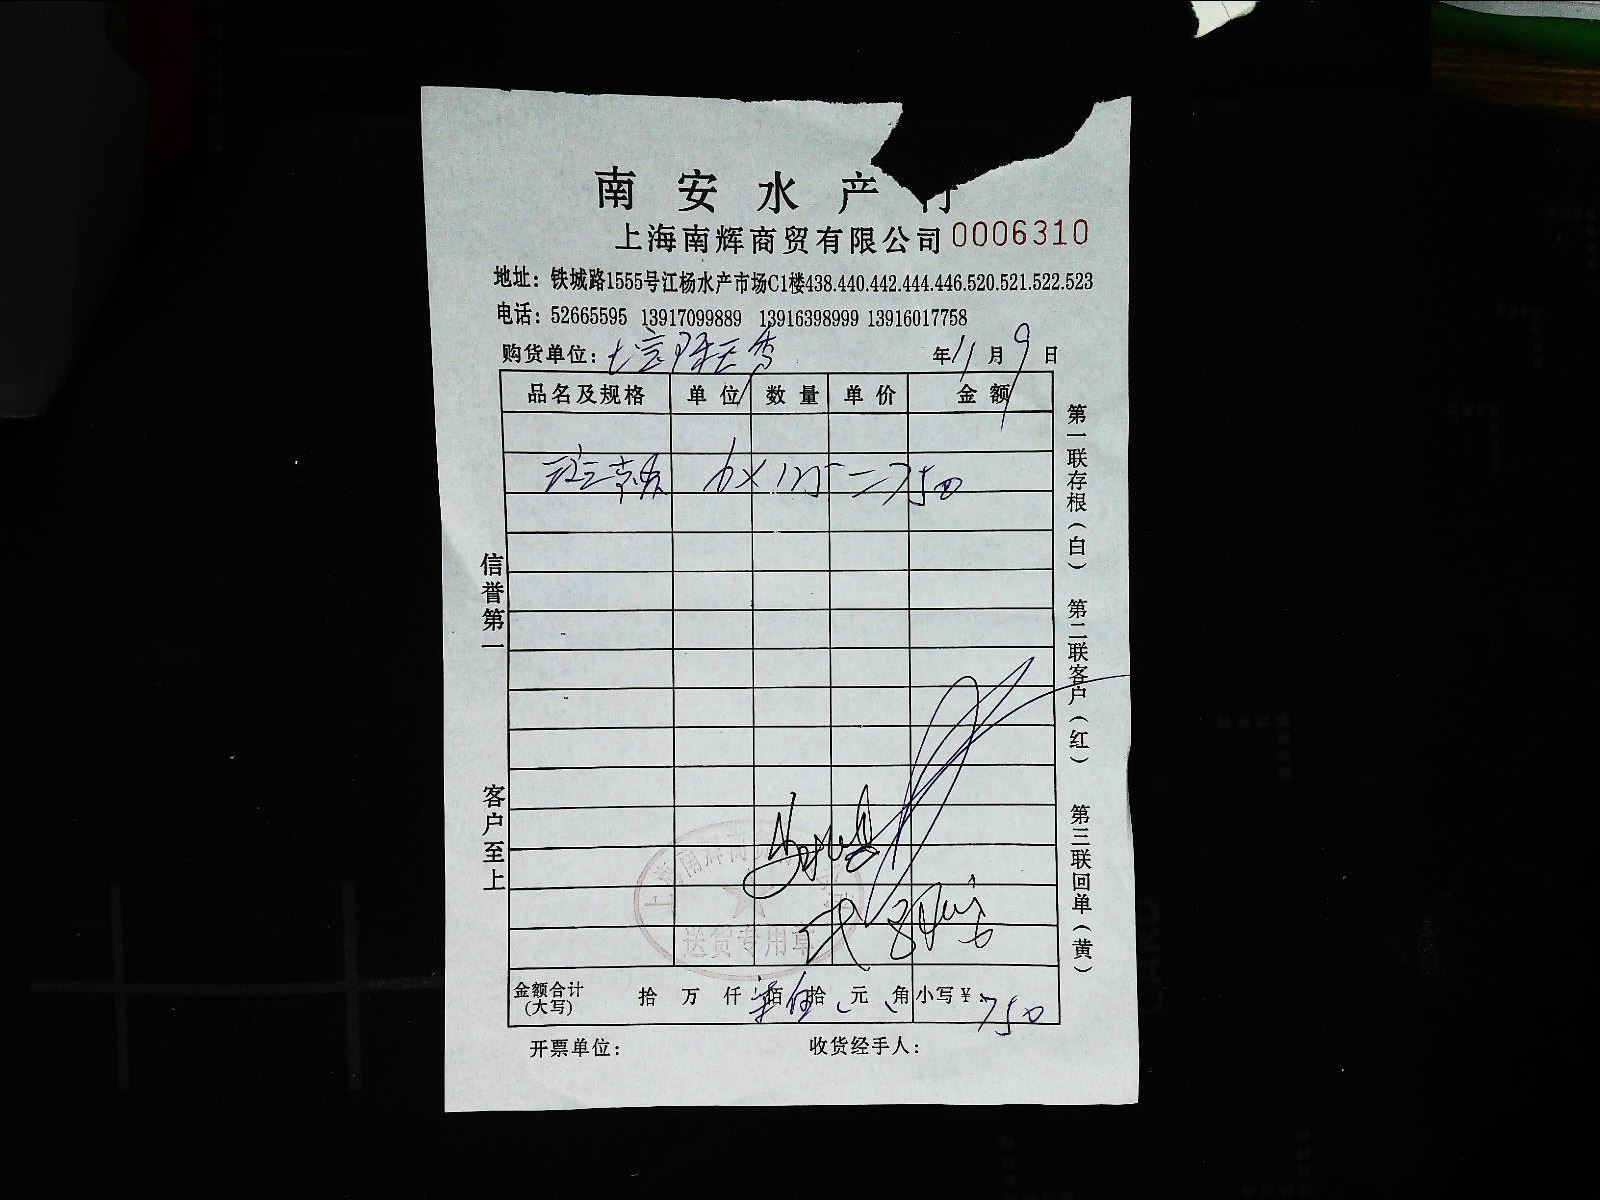 南安水产行
上海南辉商贸有限公司 0006310
地址：铁城路1555号江杨水产市场C1楼438.440.442.444.446.520.521.522.523
电话：52665595 13917099889 13916398999 13916017758
购货单位： 年11月9日
品名及规格 单位 数量 单价 金额
6×125=750
第一联存根（白） 第二联客户（红） 第三联回单（黄）
信誉第一 客户至上
送货专用章
金额合计（大写） 拾 万 仟 佰 拾 元 角 小写¥：750
开票单位： 收货经手人：